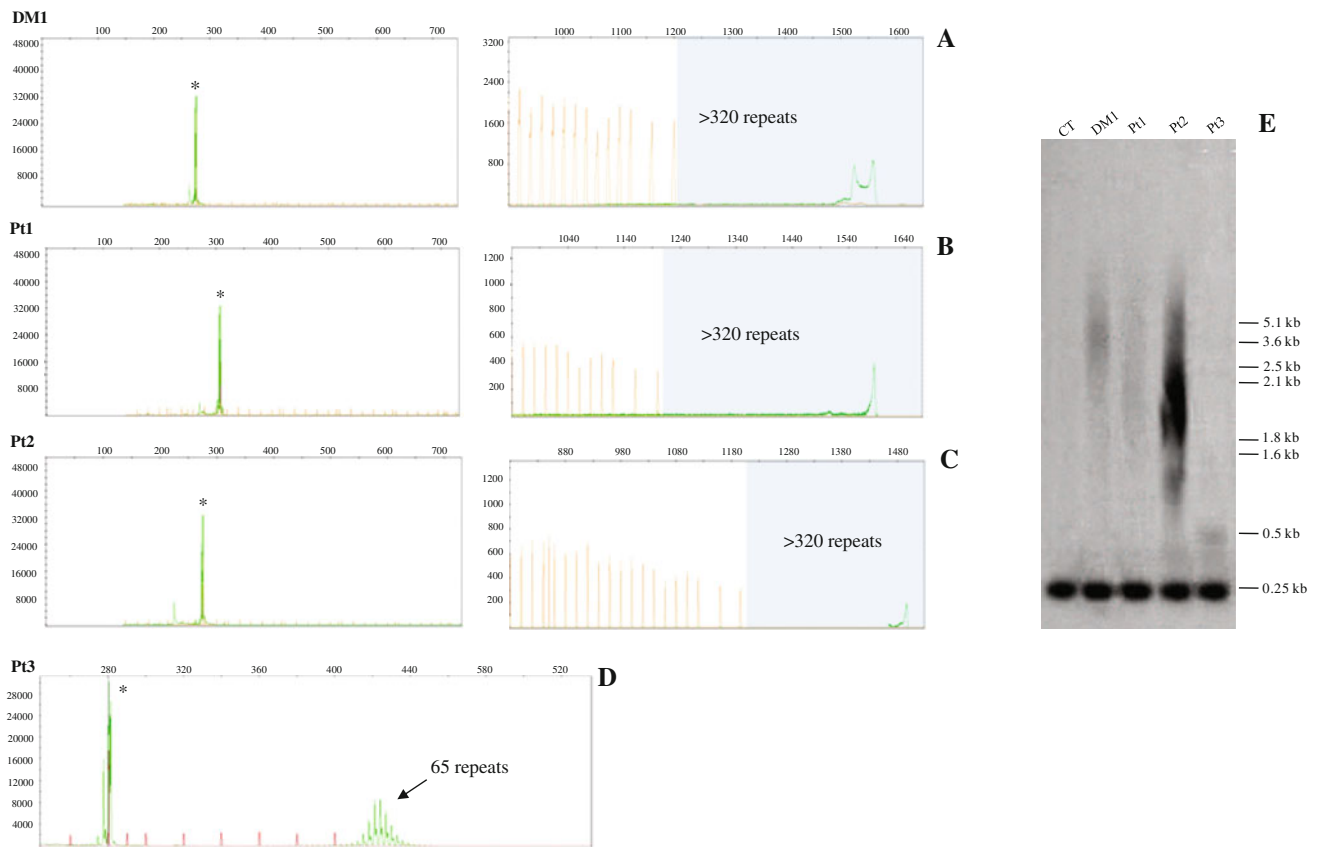 DM1
100 200 300 400 500 600 700
48000
40000
32000
24000
16000
8000
*
1000 1100 1200 1300 1400 1500 1600
3200
2400
1600
800
>320 repeats
A
Pt1
100 200 300 400 500 600 700
48000
40000
32000
24000
16000
8000
*
1040 1140 1240 1340 1440 1540 1640
1200
1000
800
600
400
200
>320 repeats
B
Pt2
100 200 300 400 500 600 700
48000
40000
32000
24000
16000
8000
*
880 980 1080 1180 1280 1380 1480
1200
1000
800
600
400
200
>320 repeats
C
Pt3
280 320 360 400 440 580 520
28000
24000
20000
16000
12000
8000
4000
*
65 repeats
D
CT DM1 Pt1 Pt2 Pt3
E
5.1 kb
3.6 kb
2.5 kb
2.1 kb
1.8 kb
1.6 kb
0.5 kb
0.25 kb